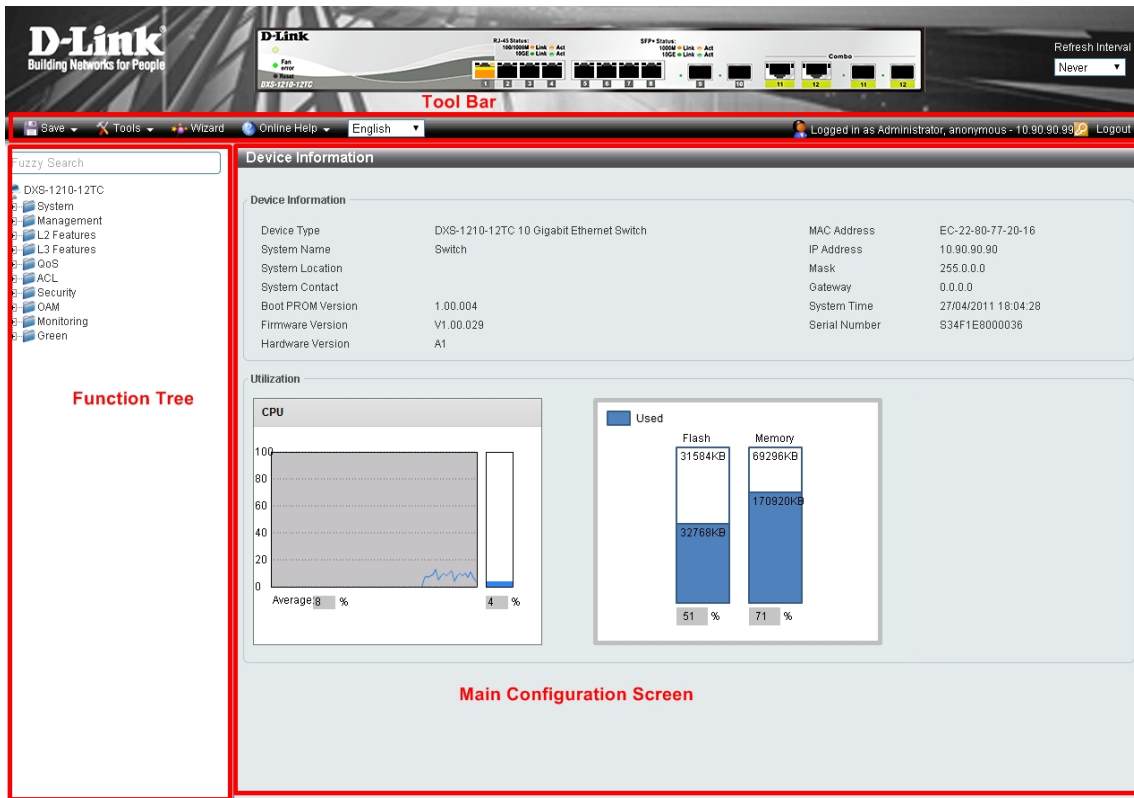 D-Link
Building Networks for People
D-Link
Fan
error
Reset
DXS-1210-12TC
RJ-45 Status:
100/1000M Link Act
10GE Link Act
SFP+ Status:
1000M Link Act
10GE Link Act
Combo
1 2 3 4 5 6 7 8 9 10 11 12 11 12
Refresh Interval
Never
Tool Bar
Save Tools Wizard Online Help English Logged in as Administrator, anonymous - 10.90.90.99 Logout
Fuzzy Search
DXS-1210-12TC
System
Management
L2 Features
L3 Features
QoS
ACL
Security
OAM
Monitoring
Green
Function Tree
Device Information
Device Information
Device Type DXS-1210-12TC 10 Gigabit Ethernet Switch MAC Address EC-22-80-77-20-16
System Name Switch IP Address 10.90.90.90
System Location Mask 255.0.0.0
System Contact Gateway 0.0.0.0
Boot PROM Version 1.00.004 System Time 27/04/2011 18:04:28
Firmware Version V1.00.029 Serial Number S34F1E8000036
Hardware Version A1
Utilization
CPU
100
80
60
40
20
0
Average: 8 % 4 %
Used
Flash Memory
31584KB 69296KB
170920KB
32768KB
51 % 71 %
Main Configuration Screen